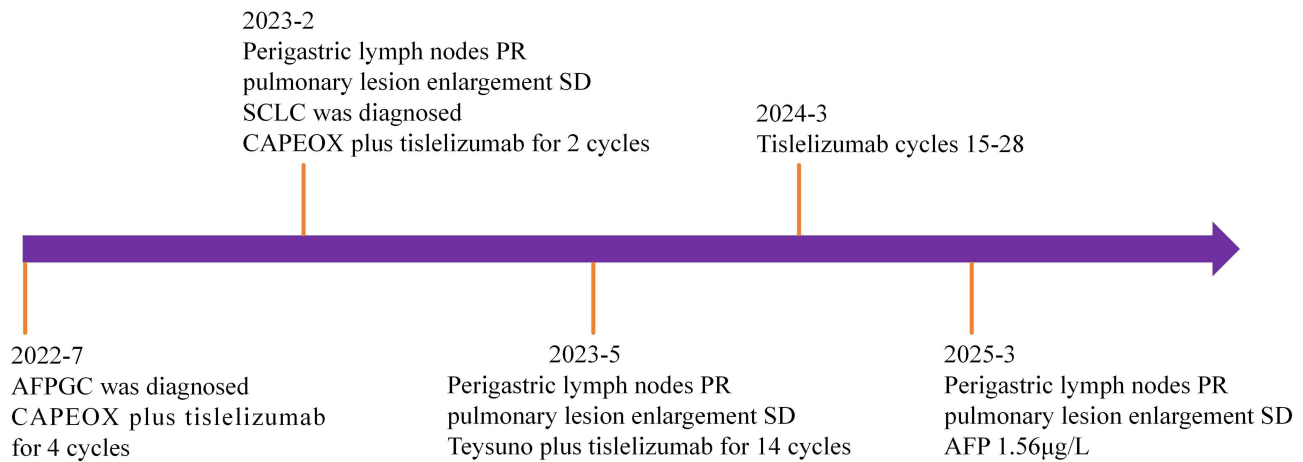 2023-2
Perigastric lymph nodes PR
pulmonary lesion enlargement SD
SCLC was diagnosed
CAPEOX plus tislelizumab for 2 cycles
2024-3
Tislelizumab cycles 15-28
2022-7
AFPGC was diagnosed
CAPEOX plus tislelizumab
for 4 cycles
2023-5
Perigastric lymph nodes PR
pulmonary lesion enlargement SD
Teysuno plus tislelizumab for 14 cycles
2025-3
Perigastric lymph nodes PR
pulmonary lesion enlargement SD
AFP 1.56μg/L